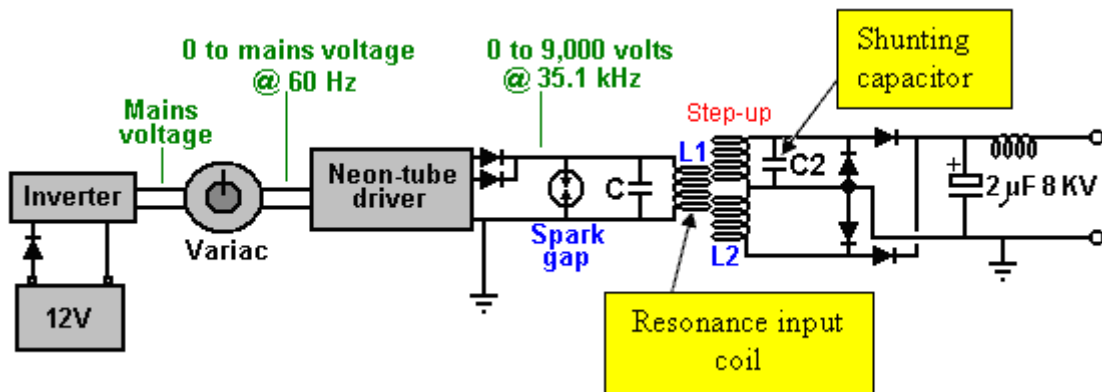 0 to mains voltage
@ 60 Hz
0 to 9,000 volts
@ 35.1 kHz
Shunting
capacitor
Mains
voltage
Step-up
Inverter
Variac
Neon-tube
driver
C
Spark
gap
L1
L2
C2
+
2 µF 8 KV
12V
Resonance input
coil